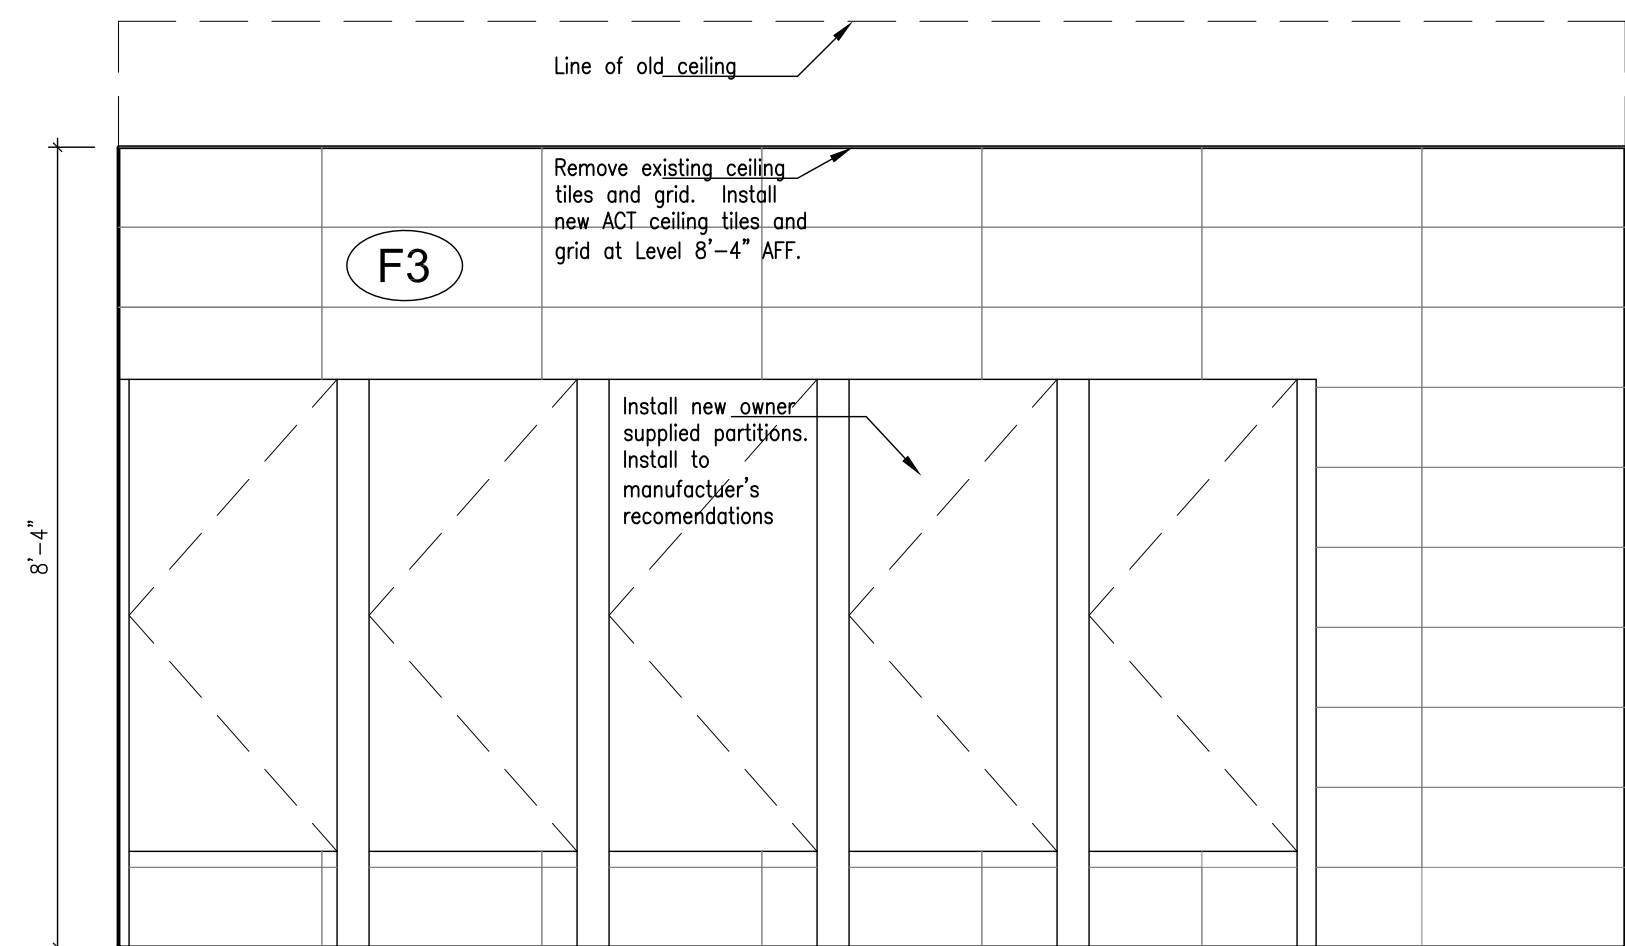 Line of old ceiling
Remove existing ceiling
tiles and grid. Install
new ACT ceiling tiles and
grid at Level 8'-4" AFF.
F3
Install new owner
supplied partitions.
Install to
manufactuer's
recomendations
8'-4"